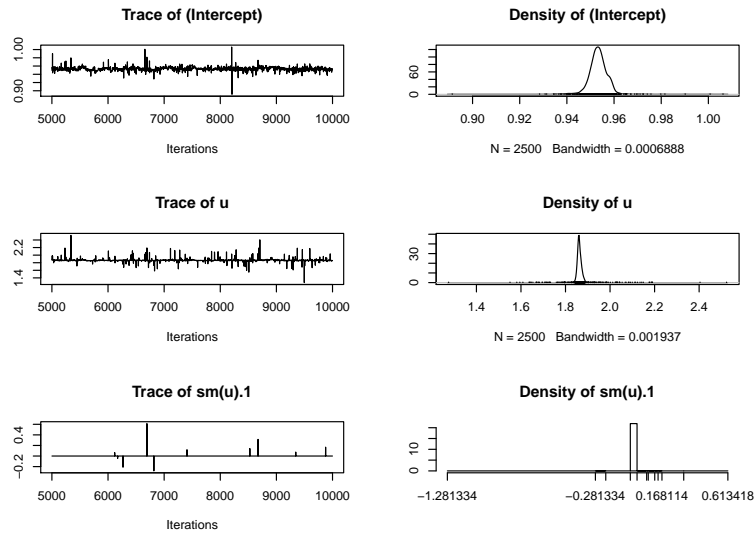 Trace of (Intercept)
1.00
0.90
5000 6000 7000 8000 9000 10000
Iterations
Density of (Intercept)
60
0
0.90 0.92 0.94 0.96 0.98 1.00
N = 2500 Bandwidth = 0.0006888
Trace of u
2.2
1.4
5000 6000 7000 8000 9000 10000
Iterations
Density of u
30
0
1.4 1.6 1.8 2.0 2.2 2.4
N = 2500 Bandwidth = 0.001937
Trace of sm(u).1
0.4
−0.2
5000 6000 7000 8000 9000 10000
Iterations
Density of sm(u).1
10
0
−1.281334 −0.281334 0.168114 0.613418